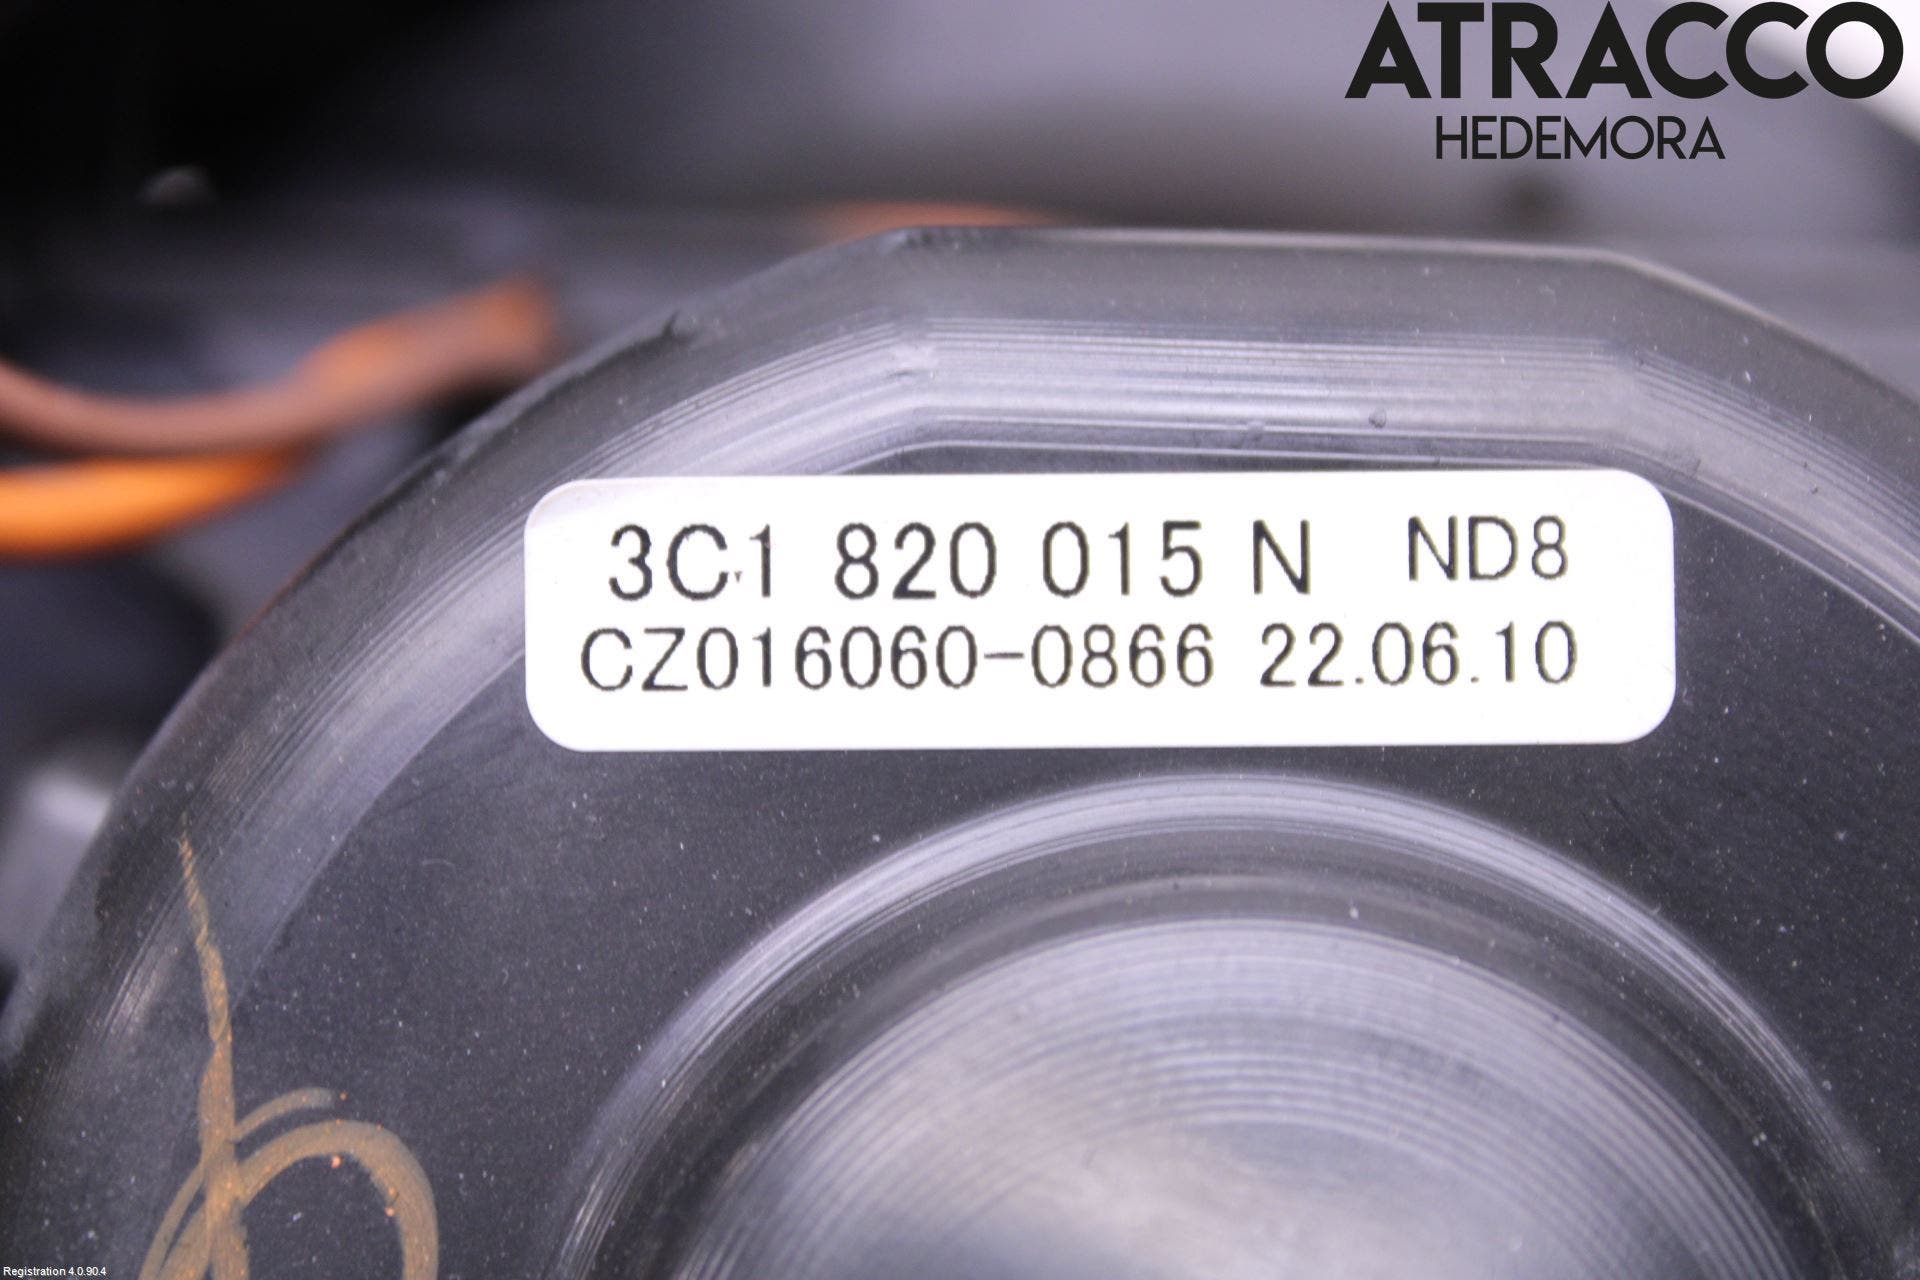 ATRACCO
HEDEMORA
3C1 820 015 N ND8
CZ016060-0866 22.06.10
Registration 4.0.90.4